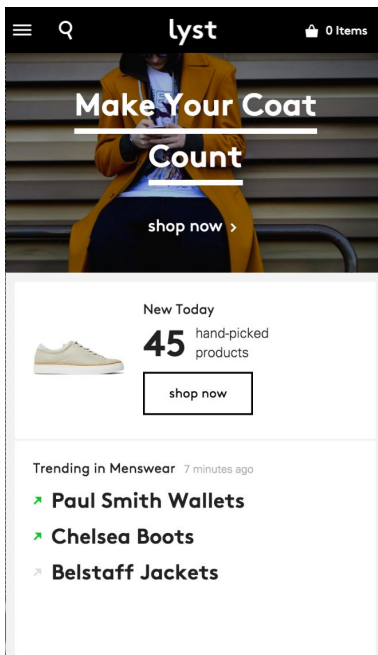 lyst
0 Items
Make Your Coat
Count
shop now >
New Today
45 hand-picked
products
shop now
Trending in Menswear 7 minutes ago
Paul Smith Wallets
Chelsea Boots
Belstaff Jackets